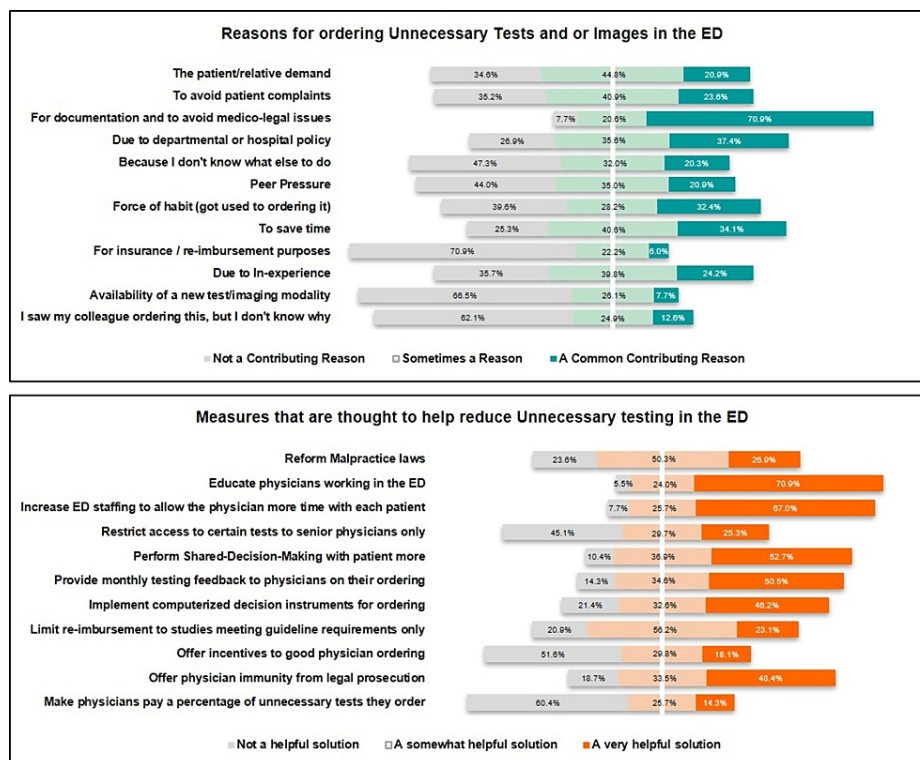 Reasons for ordering Unnecessary Tests and or Images in the ED
The patient/relative demand 34.6% 44.8% 20.9%
To avoid patient complaints 35.2% 40.9% 23.6%
For documentation and to avoid medico-legal issues 7.7% 20.6% 70.9%
Due to departmental or hospital policy 26.9% 35.6% 37.4%
Because I don't know what else to do 47.3% 32.0% 20.3%
Peer Pressure 44.0% 35.0% 20.9%
Force of habit (got used to ordering it) 39.6% 28.2% 32.4%
To save time 25.3% 40.6% 34.1%
For insurance / re-imbursement purposes 70.9% 22.2% 6.0%
Due to In-experience 35.7% 39.8% 24.2%
Availability of a new test/imaging modality 66.5% 26.1% 7.7%
I saw my colleague ordering this, but I don't know why 62.1% 24.9% 12.6%
Not a Contributing Reason Sometimes a Reason A Common Contributing Reason
Measures that are thought to help reduce Unnecessary testing in the ED
Reform Malpractice laws 23.6% 50.3% 26.9%
Educate physicians working in the ED 5.5% 24.0% 70.9%
Increase ED staffing to allow the physician more time with each patient 7.7% 25.7% 67.0%
Restrict access to certain tests to senior physicians only 45.1% 29.7% 25.3%
Perform Shared-Decision-Making with patient more 10.4% 36.9% 52.7%
Provide monthly testing feedback to physicians on their ordering 14.3% 34.6% 50.5%
Implement computerized decision instruments for ordering 21.4% 32.6% 46.2%
Limit re-imbursement to studies meeting guideline requirements only 20.9% 56.2% 23.1%
Offer incentives to good physician ordering 51.6% 29.8% 18.1%
Offer physician immunity from legal prosecution 18.7% 33.5% 48.4%
Make physicians pay a percentage of unnecessary tests they order 60.4% 25.7% 14.3%
Not a helpful solution A somewhat helpful solution A very helpful solution